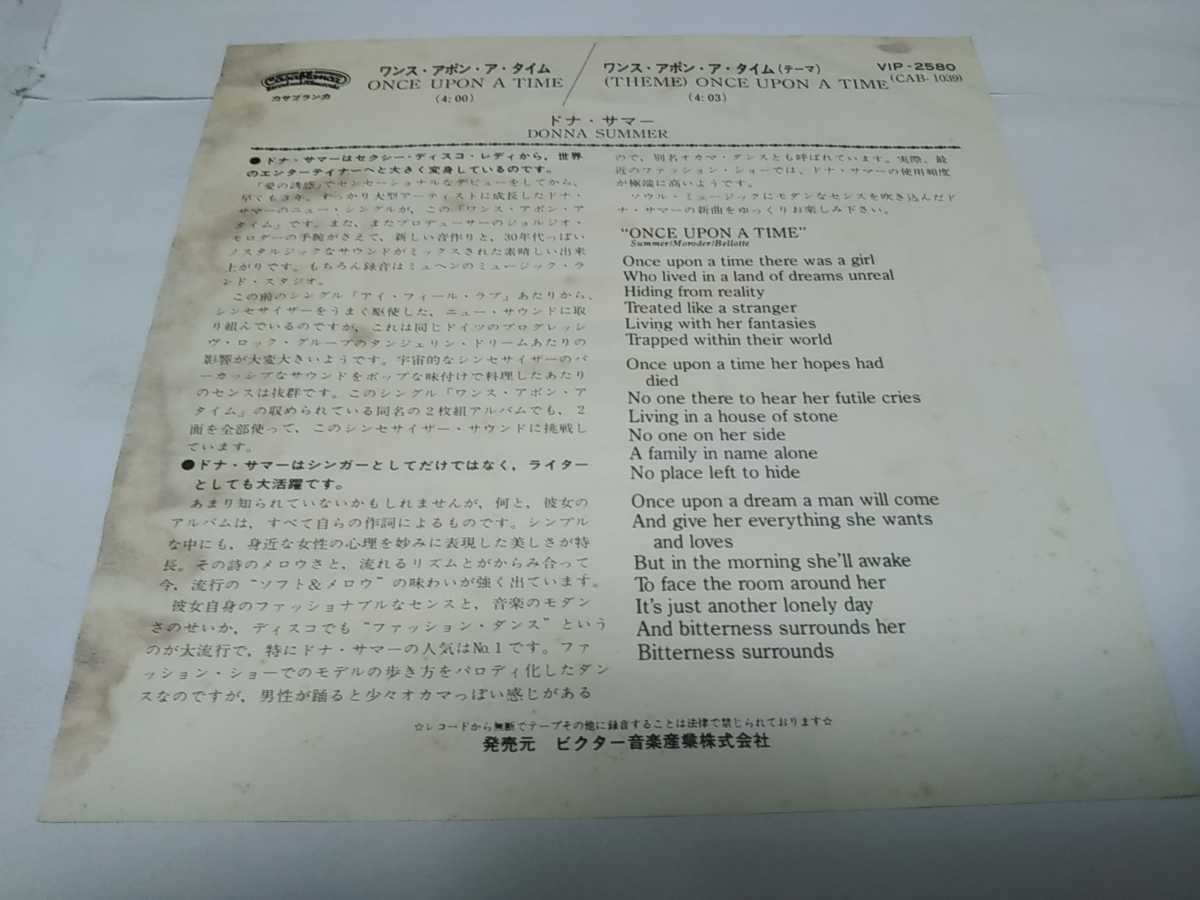 Casablanca
カサブランカ
ワンス・アポン・ア・タイム
ONCE UPON A TIME
(4:00)
ワンス・アポン・ア・タイム(テーマ)
(THEME) ONCE UPON A TIME
(4:03)
VIP-2580
(CAB-1039)
ドナ・サマー
DONNA SUMMER
●ドナ・サマーはセクシー・ディスコ・レディから、世界
のエンターテイナーへと大きく変身しているのです。
「愛の誘惑」でセンセーショナルなデビューをしてから、
早くも3年。すっかり大型アーティストに成長したドナ・
サマーのニュー・シングルが、この「ワンス・アポン・ア
タイム」です。また、またプロデューサーのジョルジオ・
モロダーの手腕がさえて、新しい音作りと、30年代っぽい
ノスタルジックなサウンドがミックスされた素晴しい出来
上がりです。もちろん録音はミュヘンのミュージック・ラ
ンド・スタジオ。
この前のシングル「アイ・フィール・ラブ」あたりから、
シンセサイザーをうまく駆使した、ニュー・サウンドに取
り組んでいるのですが、これは同じドイツのプログレッシ
ヴ・ロック・グループのタンジェリン・ドリームあたりの
影響が大変大きいようです。宇宙的なシンセサイザーのパ
ーカッシブなサウンドをポップな味付けで料理したあたり
のセンスは抜群です。このシングル「ワンス・アポン・ア
タイム」の収められている同名の2枚組アルバムでも、2
面を全部使って、このシンセサイザー・サウンドに挑戦し
ています。
●ドナ・サマーはシンガーとしてだけではなく、ライター
としても大活躍です。
あまり知られていないかもしれませんが、何と、彼女の
アルバムは、すべて自らの作詞によるものです。シンプル
な中にも、身近な女性の心理を妙みに表現した美しさが特
長。その詩のメロウさと、流れるリズムとがからみ合って
今、流行の“ソフト&メロウ”の味わいが強く出ています。
彼女自身のファッショナブルなセンスと、音楽のモダン
さのせいか、ディスコでも“ファッション・ダンス”という
のが大流行で、特にドナ・サマーの人気はNo.1です。ファ
ッション・ショーでのモデルの歩き方をパロディ化したダン
スなのですが、男性が踊ると少々オカマっぽい感じがある
ので、別名オカマ・ダンスとも呼ばれています。実際、最
近のファッション・ショーでは、ドナ・サマーの使用頻度
が極端に高いようです。
ソウル・ミュージックにモダンなセンスを吹き込んだド
ナ・サマーの新曲をゆっくりお楽しみ下さい。
“ONCE UPON A TIME”
Summer/Moroder/Bellotte
Once upon a time there was a girl
Who lived in a land of dreams unreal
Hiding from reality
Treated like a stranger
Living with her fantasies
Trapped within their world
Once upon a time her hopes had
died
No one there to hear her futile cries
Living in a house of stone
No one on her side
A family in name alone
No place left to hide
Once upon a dream a man will come
And give her everything she wants
and loves
But in the morning she'll awake
To face the room around her
It's just another lonely day
And bitterness surrounds her
Bitterness surrounds
☆レコードから無断でテープその他に録音することは法律で禁じられております☆
発売元 ビクター音楽産業株式会社